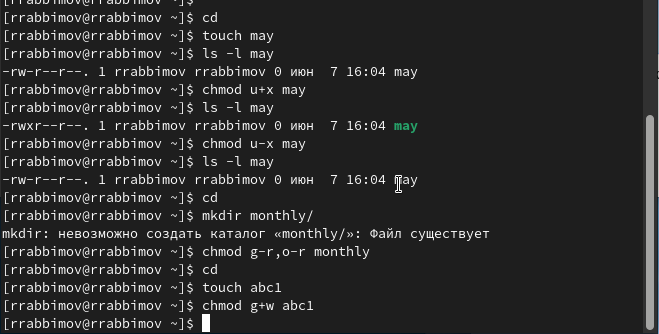 [rrabbimov@rrabbimov ~]$ cd
[rrabbimov@rrabbimov ~]$ touch may
[rrabbimov@rrabbimov ~]$ ls -l may
-rw-r--r--. 1 rrabbimov rrabbimov 0 июн  7 16:04 may
[rrabbimov@rrabbimov ~]$ chmod u+x may
[rrabbimov@rrabbimov ~]$ ls -l may
-rwxr--r--. 1 rrabbimov rrabbimov 0 июн  7 16:04 may
[rrabbimov@rrabbimov ~]$ chmod u-x may
[rrabbimov@rrabbimov ~]$ ls -l may
-rw-r--r--. 1 rrabbimov rrabbimov 0 июн  7 16:04 may
[rrabbimov@rrabbimov ~]$ cd
[rrabbimov@rrabbimov ~]$ mkdir monthly/
mkdir: невозможно создать каталог «monthly/»: Файл существует
[rrabbimov@rrabbimov ~]$ chmod g-r,o-r monthly
[rrabbimov@rrabbimov ~]$ cd
[rrabbimov@rrabbimov ~]$ touch abc1
[rrabbimov@rrabbimov ~]$ chmod g+w abc1
[rrabbimov@rrabbimov ~]$